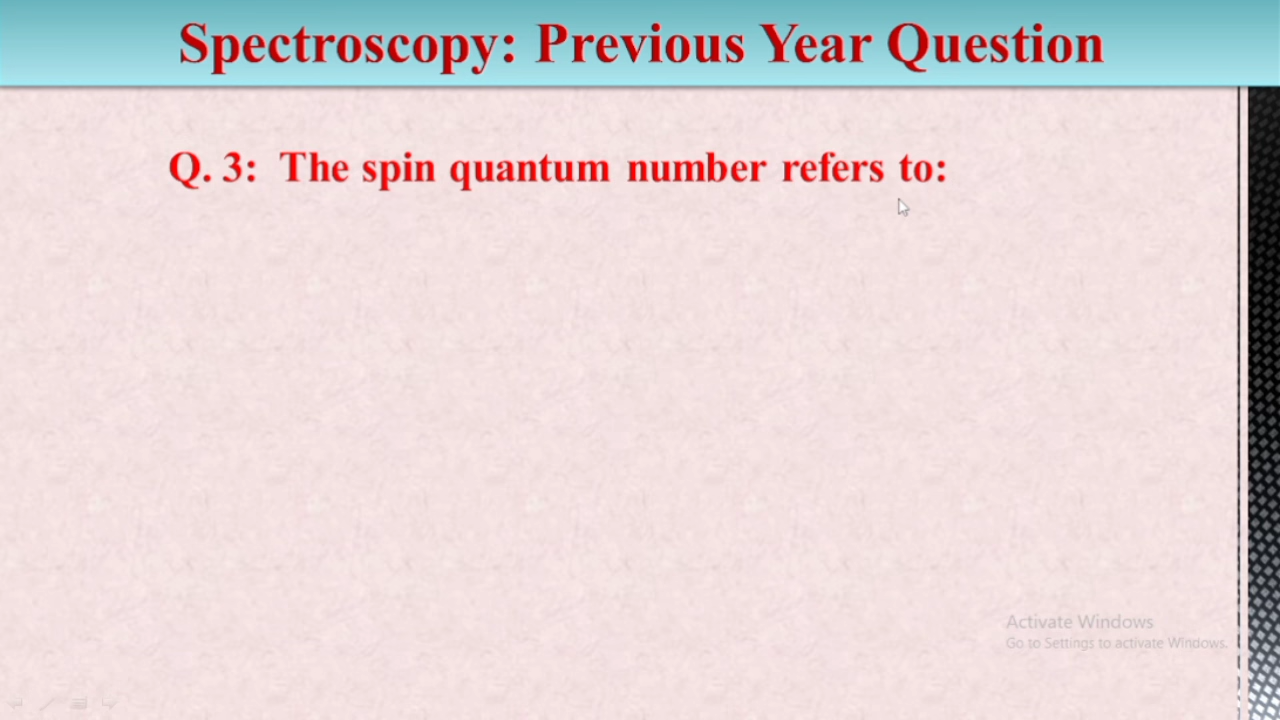 Spectroscopy: Previous Year Question
Q. 3: The spin quantum number refers to:
Activate Windows
Go to Settings to activate Windows.